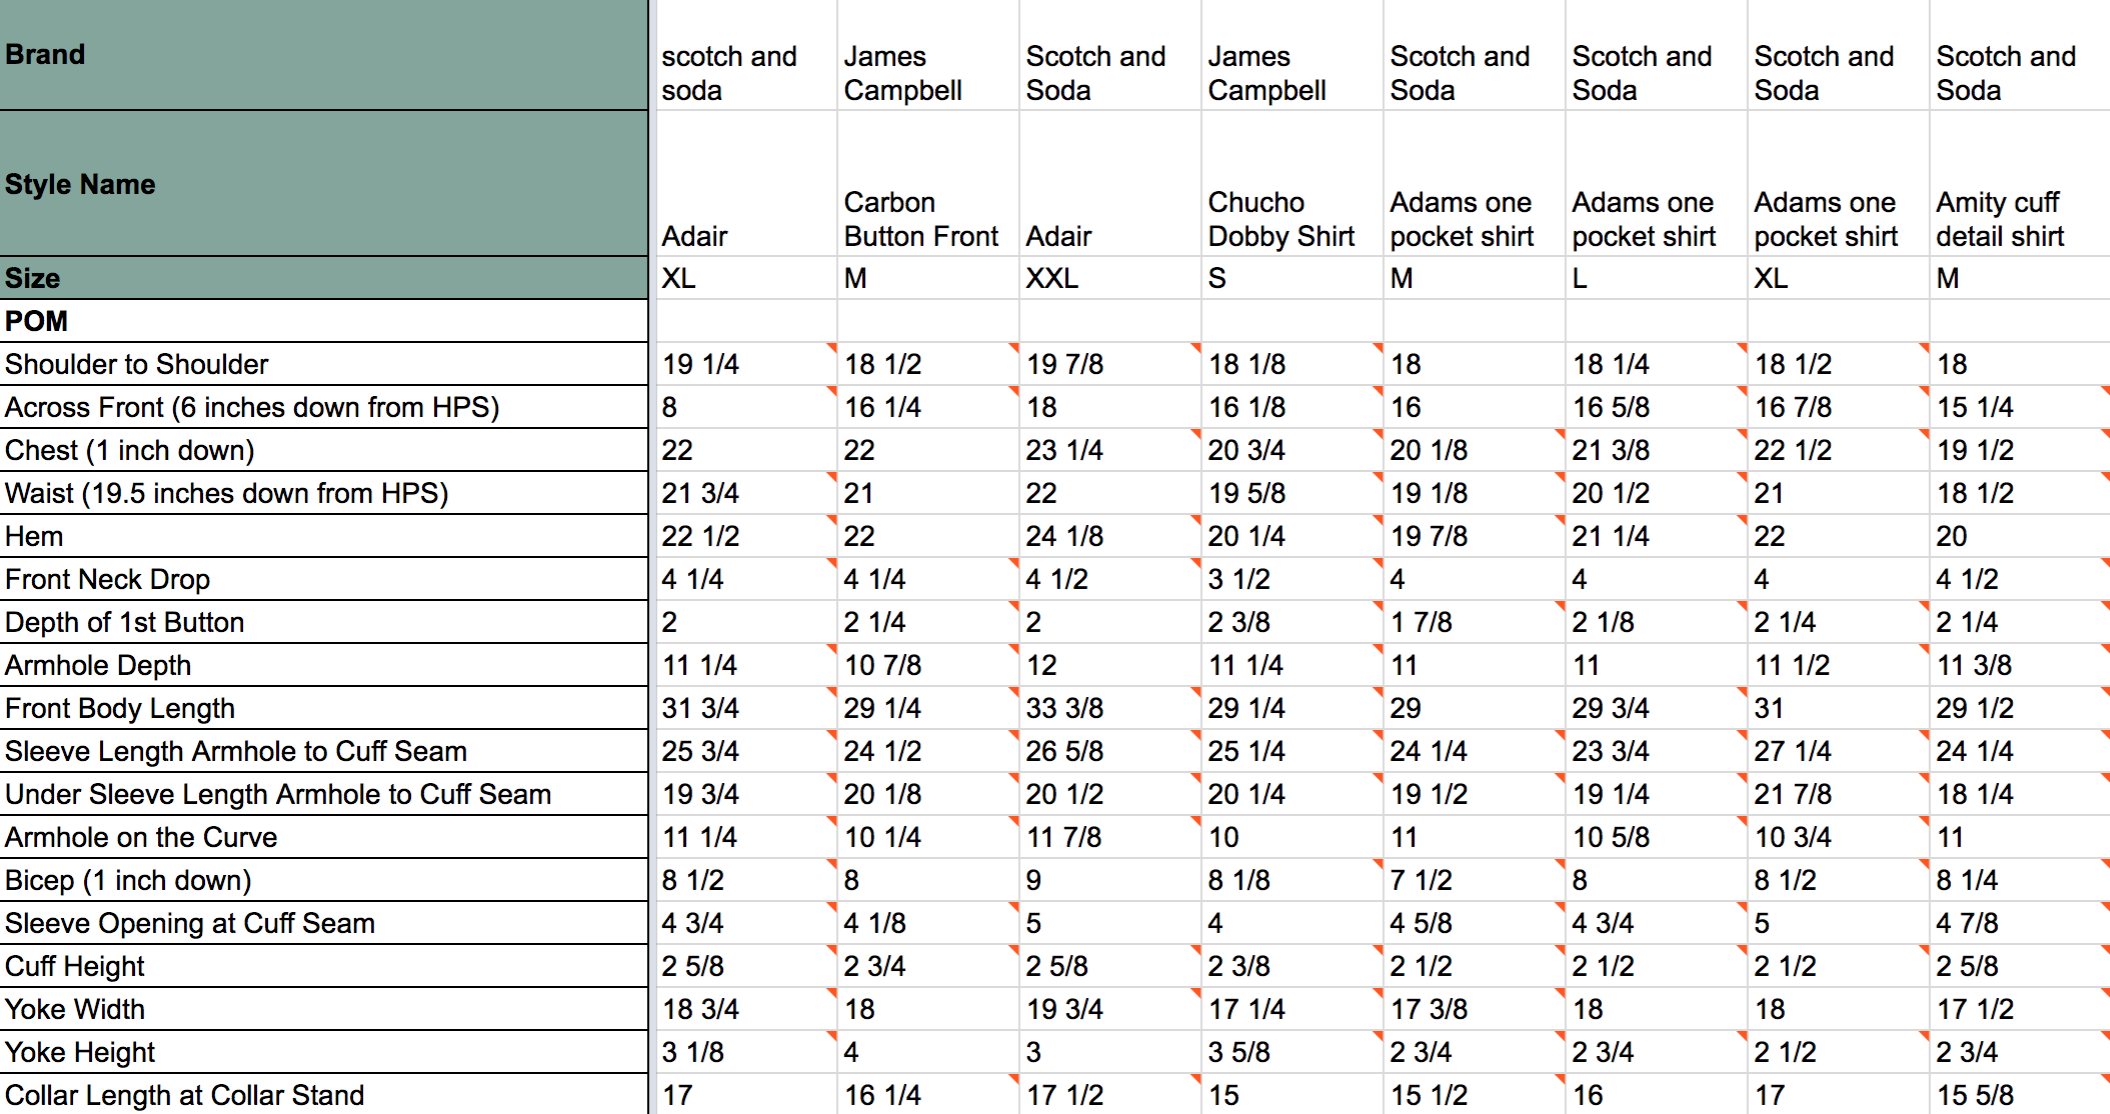 Brand scotch and soda James Campbell Scotch and Soda James Campbell Scotch and Soda Scotch and Soda Scotch and Soda Scotch and Soda
Style Name Adair Carbon Button Front Adair Chucho Dobby Shirt Adams one pocket shirt Adams one pocket shirt Adams one pocket shirt Amity cuff detail shirt
Size XL M XXL S M L XL M
POM
Shoulder to Shoulder 19 1/4 18 1/2 19 7/8 18 1/8 18 18 1/4 18 1/2 18
Across Front (6 inches down from HPS) 8 16 1/4 18 16 1/8 16 16 5/8 16 7/8 15 1/4
Chest (1 inch down) 22 22 23 1/4 20 3/4 20 1/8 21 3/8 22 1/2 19 1/2
Waist (19.5 inches down from HPS) 21 3/4 21 22 19 5/8 19 1/8 20 1/2 21 18 1/2
Hem 22 1/2 22 24 1/8 20 1/4 19 7/8 21 1/4 22 20
Front Neck Drop 4 1/4 4 1/4 4 1/2 3 1/2 4 4 4 4 1/2
Depth of 1st Button 2 2 1/4 2 2 3/8 1 7/8 2 1/8 2 1/4 2 1/4
Armhole Depth 11 1/4 10 7/8 12 11 1/4 11 11 11 1/2 11 3/8
Front Body Length 31 3/4 29 1/4 33 3/8 29 1/4 29 29 3/4 31 29 1/2
Sleeve Length Armhole to Cuff Seam 25 3/4 24 1/2 26 5/8 25 1/4 24 1/4 23 3/4 27 1/4 24 1/4
Under Sleeve Length Armhole to Cuff Seam 19 3/4 20 1/8 20 1/2 20 1/4 19 1/2 19 1/4 21 7/8 18 1/4
Armhole on the Curve 11 1/4 10 1/4 11 7/8 10 11 10 5/8 10 3/4 11
Bicep (1 inch down) 8 1/2 8 9 8 1/8 7 1/2 8 8 1/2 8 1/4
Sleeve Opening at Cuff Seam 4 3/4 4 1/8 5 4 4 5/8 4 3/4 5 4 7/8
Cuff Height 2 5/8 2 3/4 2 5/8 2 3/8 2 1/2 2 1/2 2 1/2 2 5/8
Yoke Width 18 3/4 18 19 3/4 17 1/4 17 3/8 18 18 17 1/2
Yoke Height 3 1/8 4 3 3 5/8 2 3/4 2 3/4 2 1/2 2 3/4
Collar Length at Collar Stand 17 16 1/4 17 1/2 15 15 1/2 16 17 15 5/8